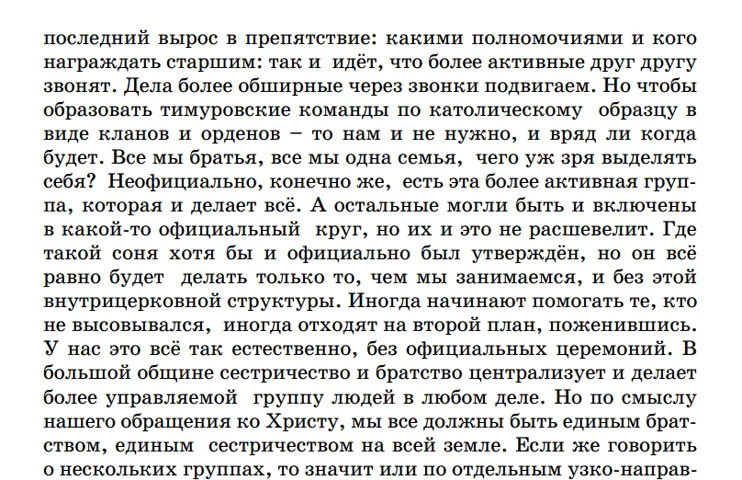 последний вырос в препятствие: какими полномочиями и кого
награждать старшим: так и идёт, что более активные друг другу
звонят. Дела более обширные через звонки подвигаем. Но чтобы
образовать тимуровские команды по католическому образцу в
виде кланов и орденов – то нам и не нужно, и вряд ли когда
будет. Все мы братья, все мы одна семья, чего уж зря выделять
себя? Неофициально, конечно же, есть эта более активная груп-
па, которая и делает всё. А остальные могли быть и включены
в какой-то официальный круг, но их и это не расшевелит. Где
такой соня хотя бы и официально был утверждён, но он всё
равно будет делать только то, чем мы занимаемся, и без этой
внутрицерковной структуры. Иногда начинают помогать те, кто
не высовывался, иногда отходят на второй план, поженившись.
У нас это всё так естественно, без официальных церемоний. В
большой общине сестричество и братство централизует и делает
более управляемой группу людей в любом деле. Но по смыслу
нашего обращения ко Христу, мы все должны быть единым брат-
ством, единым сестричеством на всей земле. Если же говорить
о нескольких группах, то значит или по отдельным узко-направ-